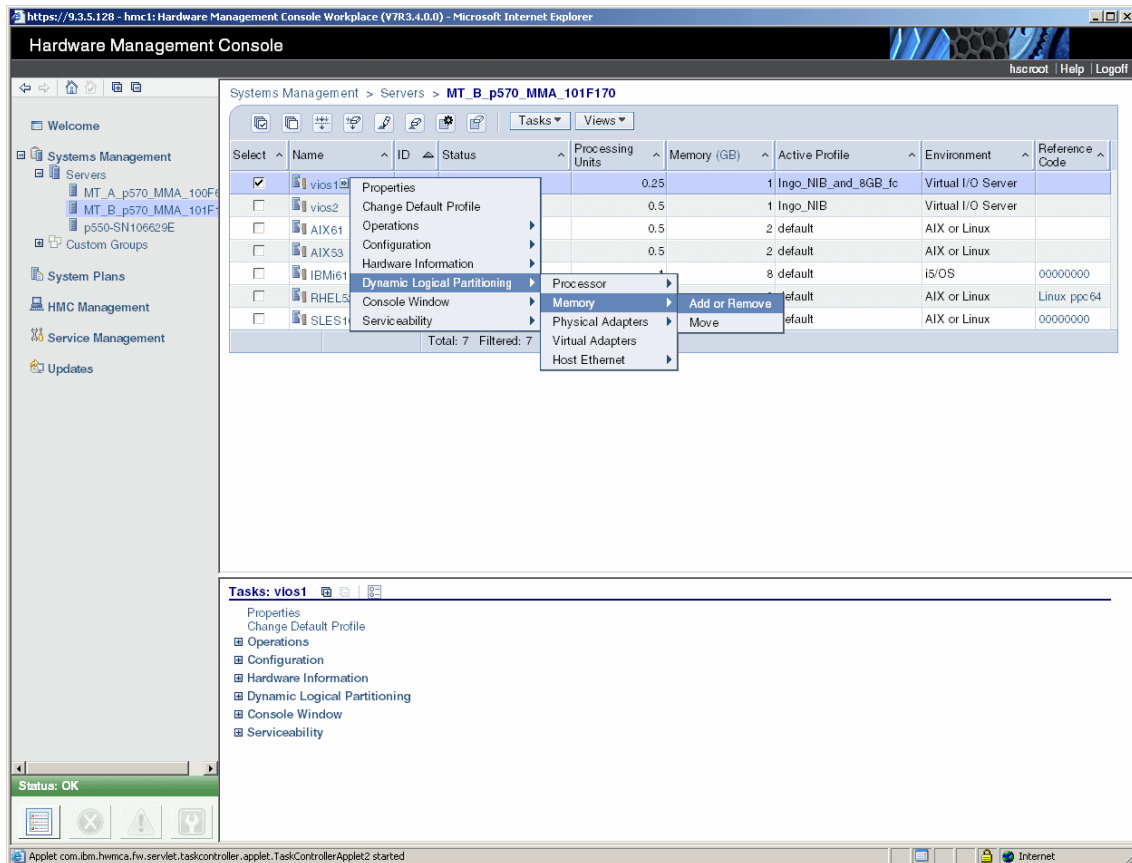 https://9.3.5.128 - hmc1: Hardware Management Console Workplace (V7R3.4.0.0) - Microsoft Internet Explorer
Hardware Management Console
hscroot | Help | Logoff
Systems Management > Servers > MT_B_p570_MMA_101F170
Welcome
Systems Management
Servers
MT_A_p570_MMA_100F6
MT_B_p570_MMA_101F1
p550-SN106629E
Custom Groups
System Plans
HMC Management
Service Management
Updates
Tasks Views
Select Name ID Status Processing Units Memory (GB) Active Profile Environment Reference Code
vios1 0.25 1 Ingo_NIB_and_8GB_fc Virtual I/O Server
vios2 0.5 1 Ingo_NIB Virtual I/O Server
AIX61 2 default AIX or Linux
AIX53 0.5 2 default AIX or Linux
IBMi61 8 default i5/OS 00000000
RHEL5 default AIX or Linux Linux ppc64
SLES1 default AIX or Linux 00000000
Total: 7 Filtered: 7
Properties
Change Default Profile
Operations
Configuration
Hardware Information
Dynamic Logical Partitioning
Console Window
Serviceability
Processor
Memory
Physical Adapters
Virtual Adapters
Host Ethernet
Add or Remove
Move
Tasks: vios1
Properties
Change Default Profile
Operations
Configuration
Hardware Information
Dynamic Logical Partitioning
Console Window
Serviceability
Status: OK
Applet com.ibm.hwmca.fw.servlet.taskcontroller.applet.TaskControllerApplet2 started
Internet